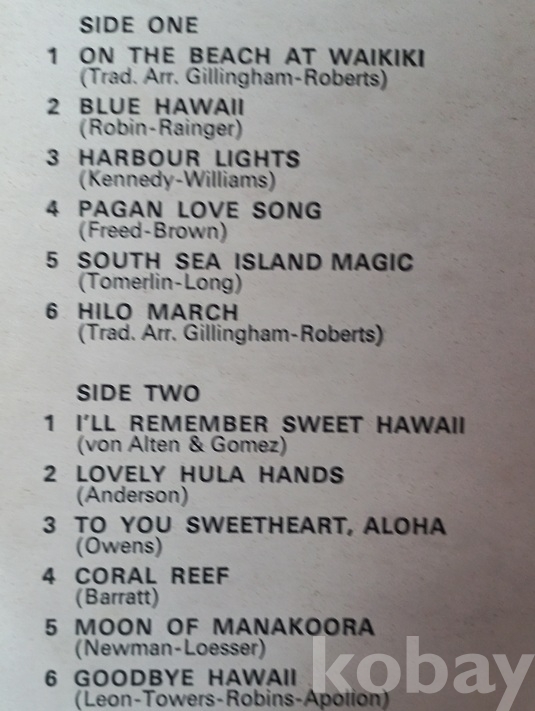 SIDE ONE
1 ON THE BEACH AT WAIKIKI
(Trad. Arr. Gillingham-Roberts)
2 BLUE HAWAII
(Robin-Rainger)
3 HARBOUR LIGHTS
(Kennedy-Williams)
4 PAGAN LOVE SONG
(Freed-Brown)
5 SOUTH SEA ISLAND MAGIC
(Tomerlin-Long)
6 HILO MARCH
(Trad. Arr. Gillingham-Roberts)
SIDE TWO
1 I'LL REMEMBER SWEET HAWAII
(von Alten & Gomez)
2 LOVELY HULA HANDS
(Anderson)
3 TO YOU SWEETHEART, ALOHA
(Owens)
4 CORAL REEF
(Barratt)
5 MOON OF MANAKOORA
(Newman-Loesser)
6 GOODBYE HAWAII
(Leon-Towers-Robins-Apollon)
kobay